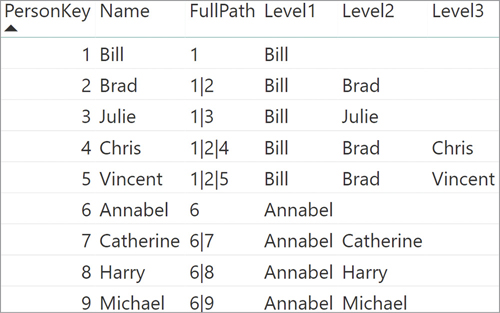 PersonKey Name FullPath Level1 Level2 Level3
1 Bill 1 Bill
2 Brad 1|2 Bill Brad
3 Julie 1|3 Bill Julie
4 Chris 1|2|4 Bill Brad Chris
5 Vincent 1|2|5 Bill Brad Vincent
6 Annabel 6 Annabel
7 Catherine 6|7 Annabel Catherine
8 Harry 6|8 Annabel Harry
9 Michael 6|9 Annabel Michael